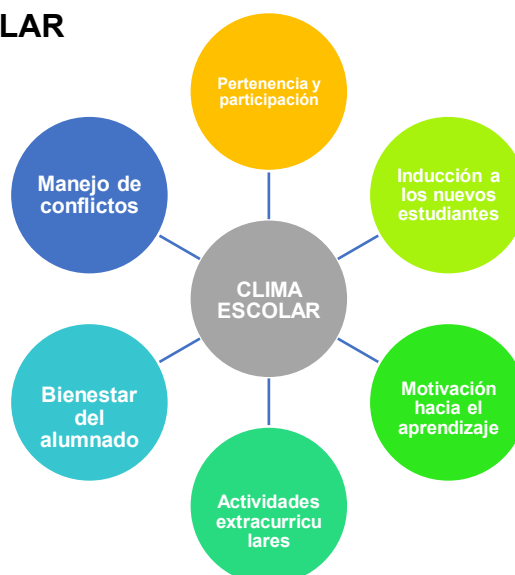 LAR
Pertenencia y
participación
Inducción a
los nuevos
estudiantes
Motivación
hacia el
aprendizaje
Actividades
extracurricu
lares
Bienestar
del
alumnado
Manejo de
conflictos
CLIMA
ESCOLAR